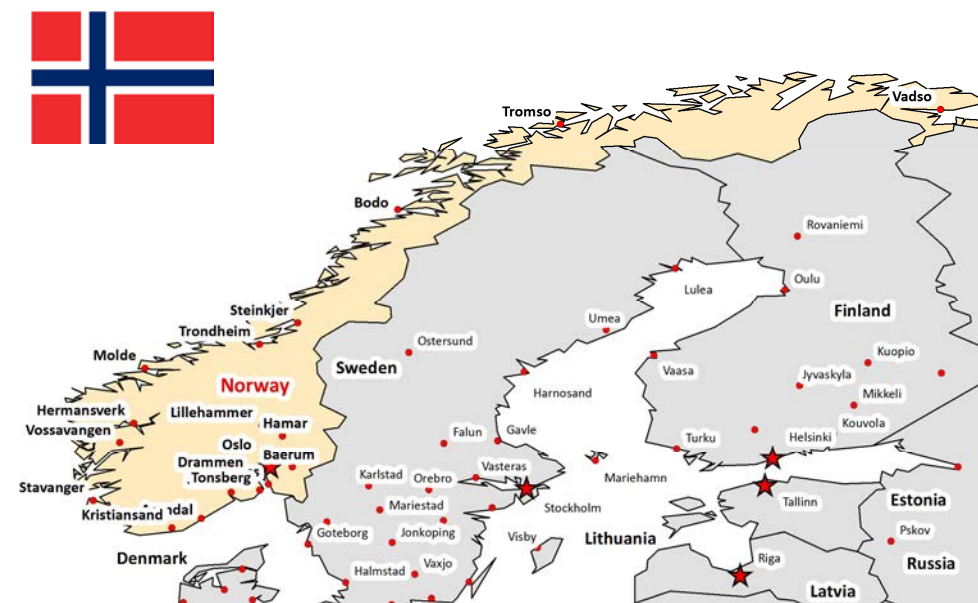 Vadso
Tromso
Bodo
Rovaniemi
Oulu
Lulea
Steinkjer
Finland
Umea
Trondheim
Ostersund
Molde
Kuopio
Sweden
Vaasa
Jyvaskyla
Norway
Harnosand
Mikkeli
Hermansverk
Lillehammer
Hamar
Kouvola
Vossavangen
Falun
Gavle
Turku
Helsinki
Oslo
Baerum
Drammen
Vasteras
Karlstad
Orebro
Mariehamn
Tonsberg
Stavanger
Tallinn
Estonia
Mariestad
Stockholm
Kristiansand
Goteborg
Jonkoping
Visby
Lithuania
Pskov
Denmark
Riga
Russia
Halmstad
Vaxjo
Latvia